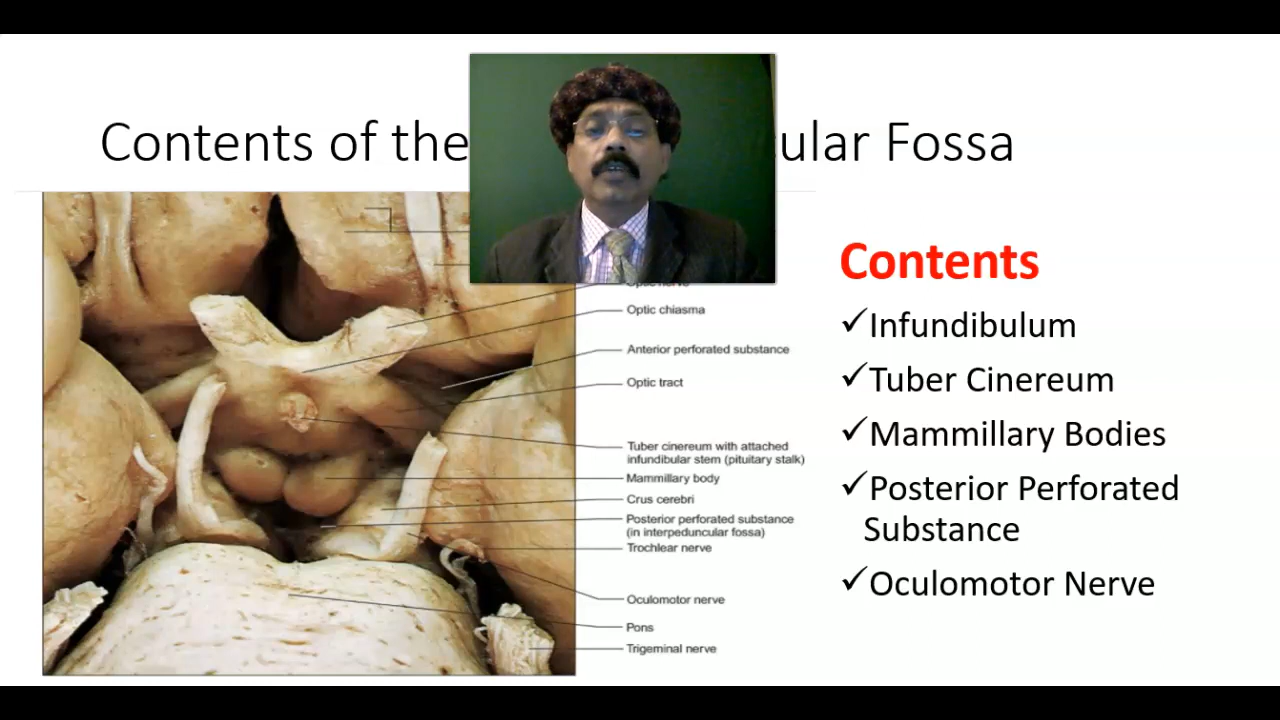 Contents of the
ular Fossa
Contents
✓Infundibulum
✓Tuber Cinereum
✓Mammillary Bodies
✓Posterior Perforated
Substance
✓Oculomotor Nerve
Optic chiasma
Anterior perforated substance
Optic tract
Tuber cinereum with attached
infundibular stem (pituitary stalk)
Mammillary body
Crus cerebri
Posterior perforated substance
(in interpeduncular fossa)
Trochlear nerve
Oculomotor nerve
Pons
Trigeminal nerve